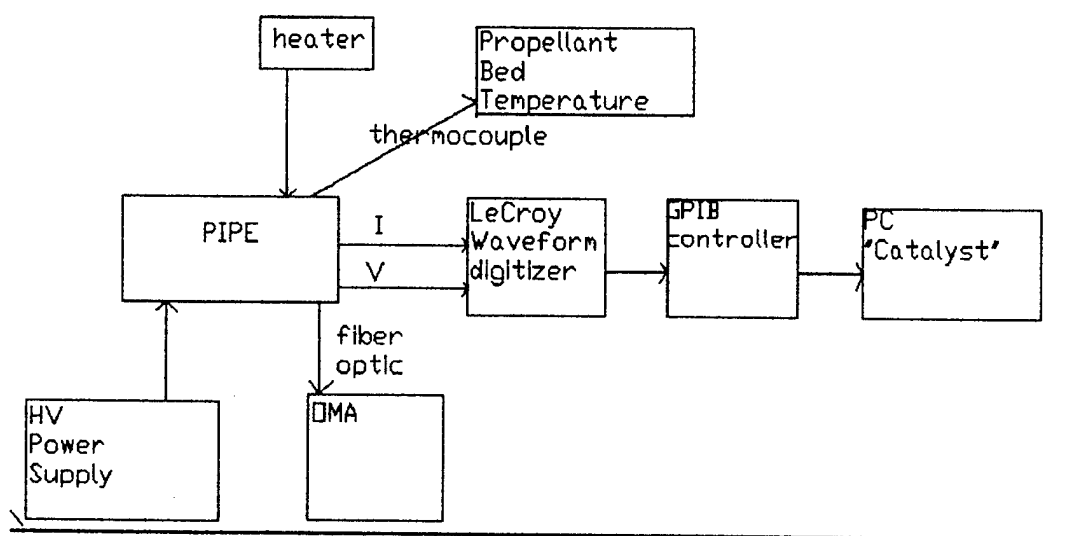 heater
Propellant
Bed
Temperature
thermocouple
PIPE
I
V
LeCroy
Waveform
digitizer
GPIB
controller
PC
"Catalyst"
fiber
optic
HV
Power
Supply
OMA